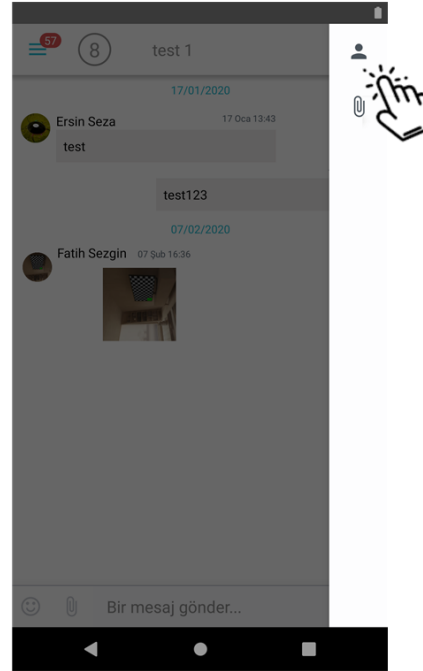 57
8
test 1
17/01/2020
Ersin Seza 17 Oca 13:43
test
test123
07/02/2020
Fatih Sezgin 07 Şub 16:36
Bir mesaj gönder...